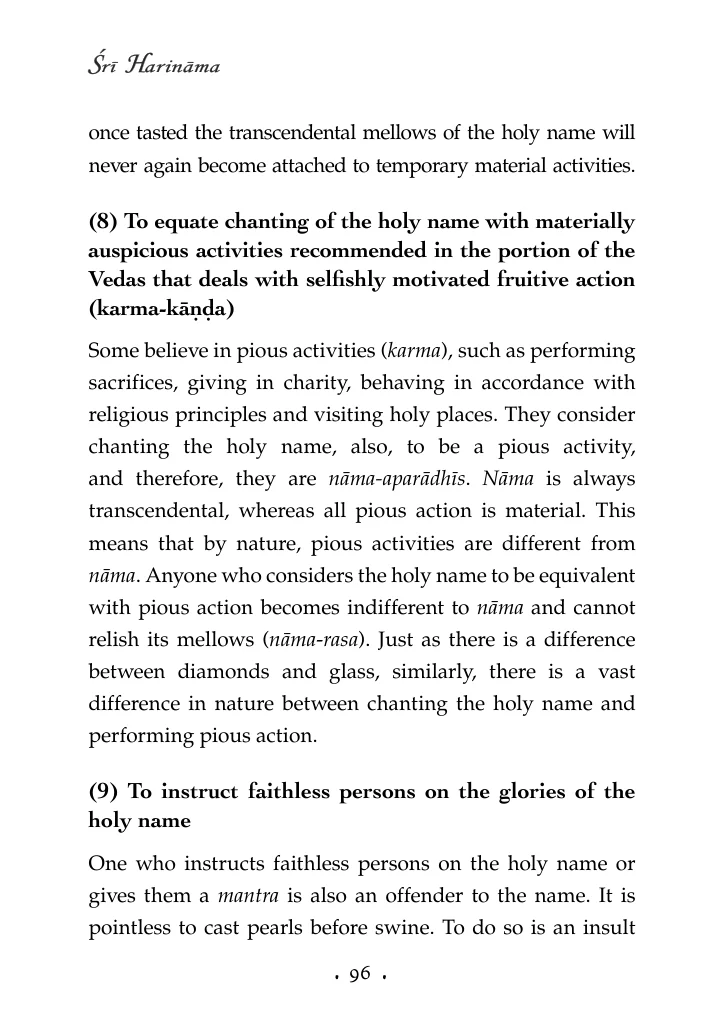 Śrī Harināma
once tasted the transcendental mellows of the holy name will
never again become attached to temporary material activities.
(8) To equate chanting of the holy name with materially
auspicious activities recommended in the portion of the
Vedas that deals with selfishly motivated fruitive action
(karma-kāṇḍa)
Some believe in pious activities (karma), such as performing
sacrifices, giving in charity, behaving in accordance with
religious principles and visiting holy places. They consider
chanting the holy name, also, to be a pious activity,
and therefore, they are nāma-aparādhīs. Nāma is always
transcendental, whereas all pious action is material. This
means that by nature, pious activities are different from
nāma. Anyone who considers the holy name to be equivalent
with pious action becomes indifferent to nāma and cannot
relish its mellows (nāma-rasa). Just as there is a difference
between diamonds and glass, similarly, there is a vast
difference in nature between chanting the holy name and
performing pious action.
(9) To instruct faithless persons on the glories of the
holy name
One who instructs faithless persons on the holy name or
gives them a mantra is also an offender to the name. It is
pointless to cast pearls before swine. To do so is an insult
• 96 •